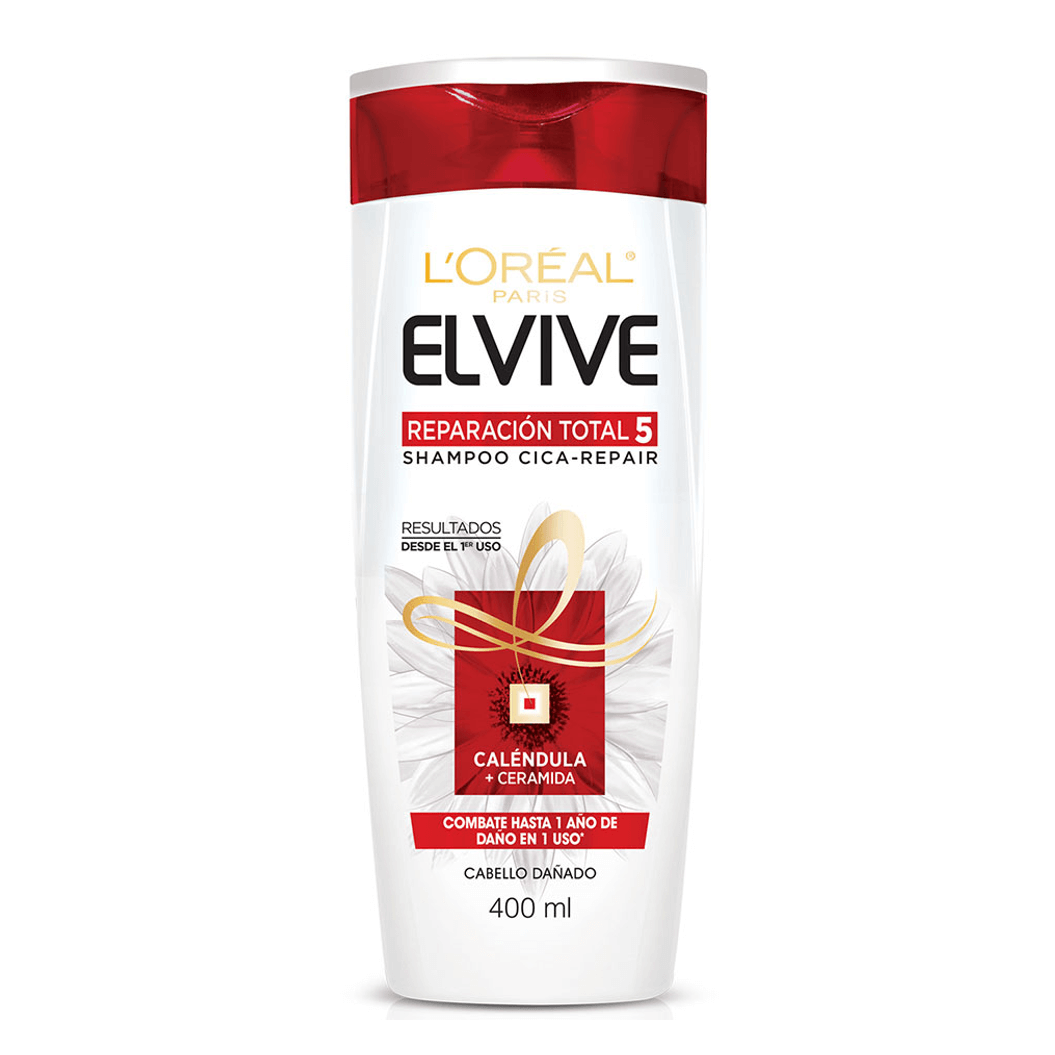 L'ORÉAL®
PARIS
ELVIVE
REPARACIÓN TOTAL 5
SHAMPOO CICA-REPAIR
RESULTADOS
DESDE EL 1ER USO
CALÉNDULA
+ CERAMIDA
COMBATE HASTA 1 AÑO DE
DAÑO EN 1 USO*
CABELLO DAÑADO
400 ml